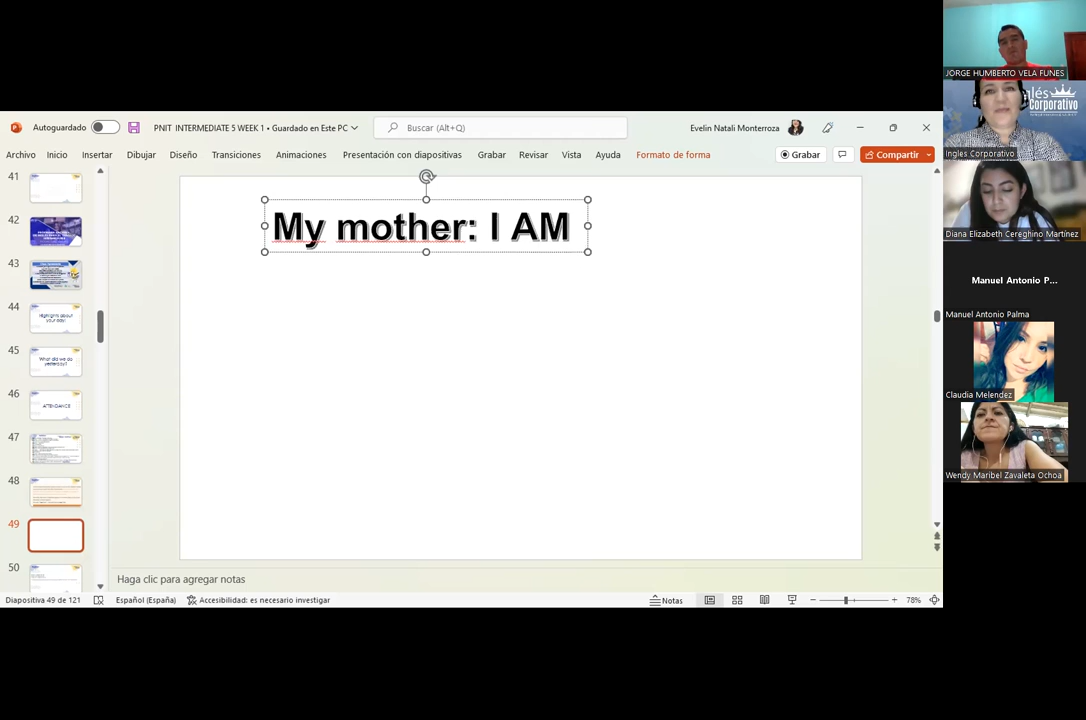 JORGE HUMBERTO VELA FUNES
lés
Corporativo
Ingles Corporativo
Diana Elizabeth Cereghino Martínez
Manuel Antonio P...
Manuel Antonio Palma
Claudia Melendez
Wendy Maribel Zavaleta Ochoa
Autoguardado
PNIT INTERMEDIATE 5 WEEK 1 • Guardado en Este PC
Buscar (Alt+Q)
Evelin Natali Monterroza
Archivo Inicio Insertar Dibujar Diseño Transiciones Animaciones Presentación con diapositivas Grabar Revisar Vista Ayuda Formato de forma
Grabar
Compartir
41
42
43
44
Highlights about
your day!
45
What did we do
yesterday?
46
ATTENDANCE
47
48
49
50
My mother: I AM
Haga clic para agregar notas
Diapositiva 49 de 121 Español (España) Accesibilidad: es necesario investigar Notas 78%